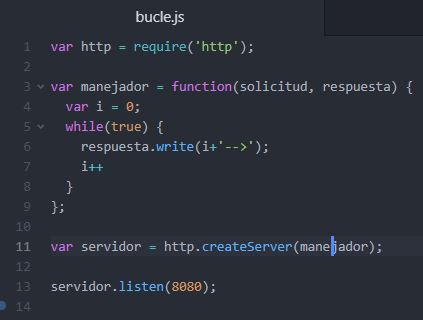 bucle.js
1 var http = require('http');
2
3 var manejador = function(solicitud, respuesta) {
4 var i = 0;
5 while(true) {
6 respuesta.write(i+'-->');
7 i++
8 }
9 };
10
11 var servidor = http.createServer(manejador);
12
13 servidor.listen(8080);
14